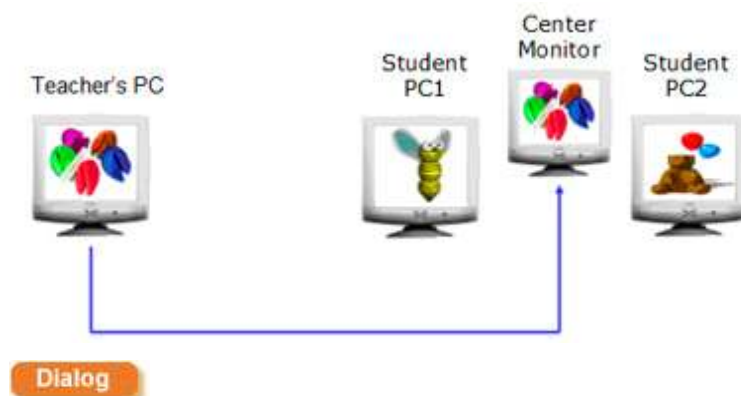 Teacher's PC
Student
PC1
Center
Monitor
Student
PC2
Dialog